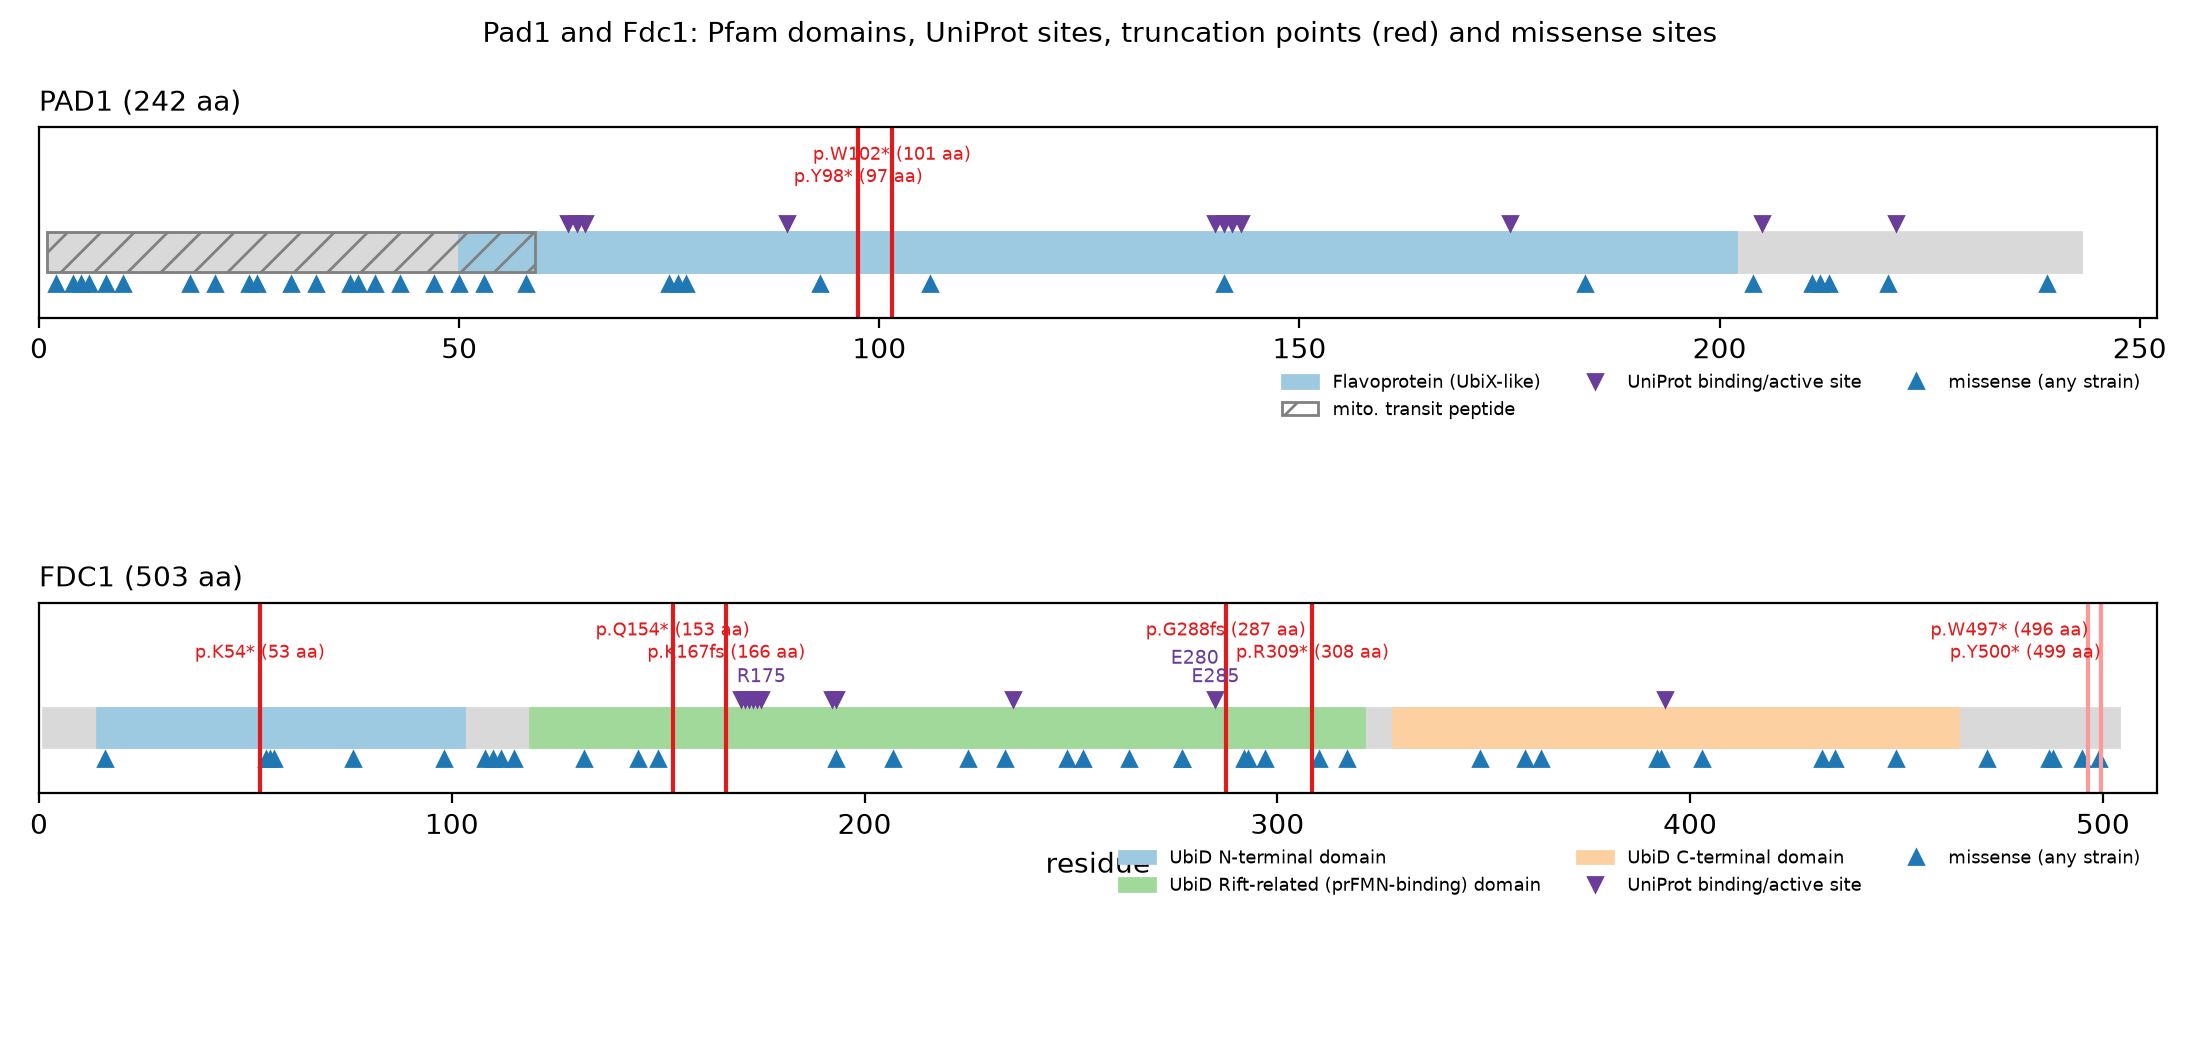 Pad1 and Fdc1: Pfam domains, UniProt sites, truncation points (red) and missense sites
PAD1 (242 aa)
p.W102* (101 aa)
p.Y98* (97 aa)
0 50 100 150 200 250
Flavoprotein (UbiX-like) UniProt binding/active site missense (any strain)
mito. transit peptide
FDC1 (503 aa)
p.Q154* (153 aa) p.G288fs (287 aa) p.W497* (496 aa)
p.K54* (53 aa) p.K167fs (166 aa) p.R309* (308 aa) p.Y500* (499 aa)
E280
R175 E285
0 100 200 300 400 500
residue
UbiD N-terminal domain UbiD C-terminal domain missense (any strain)
UbiD Rift-related (prFMN-binding) domain UniProt binding/active site